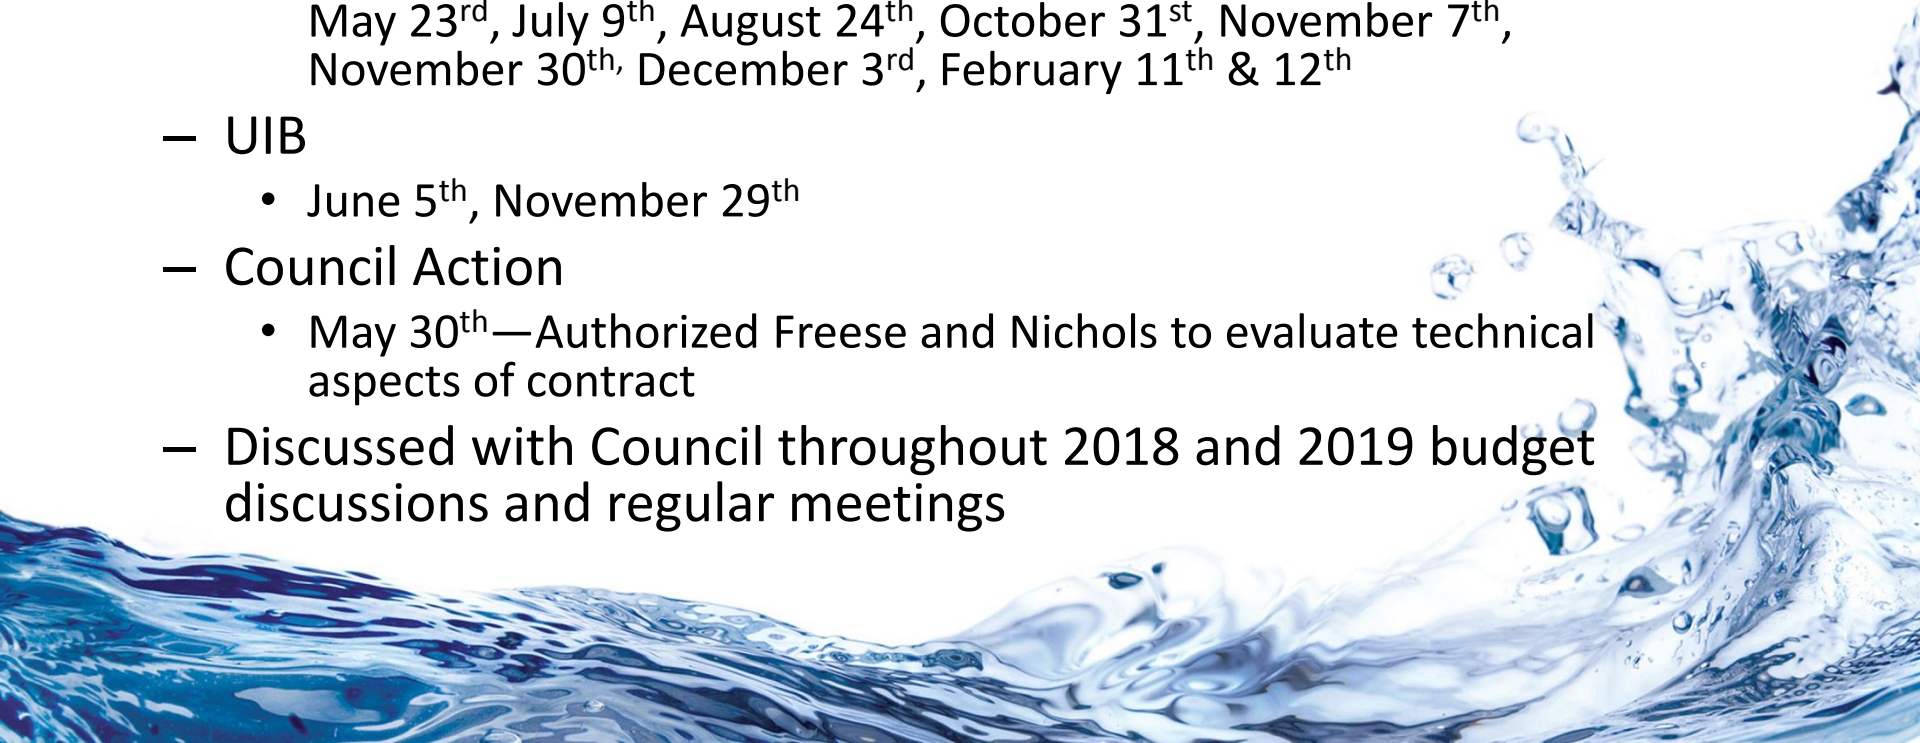 May 23rd, July 9th, August 24th, October 31st, November 7th,
November 30th, December 3rd, February 11th & 12th
– UIB
• June 5th, November 29th
– Council Action
• May 30th—Authorized Freese and Nichols to evaluate technical
aspects of contract
– Discussed with Council throughout 2018 and 2019 budget
discussions and regular meetings